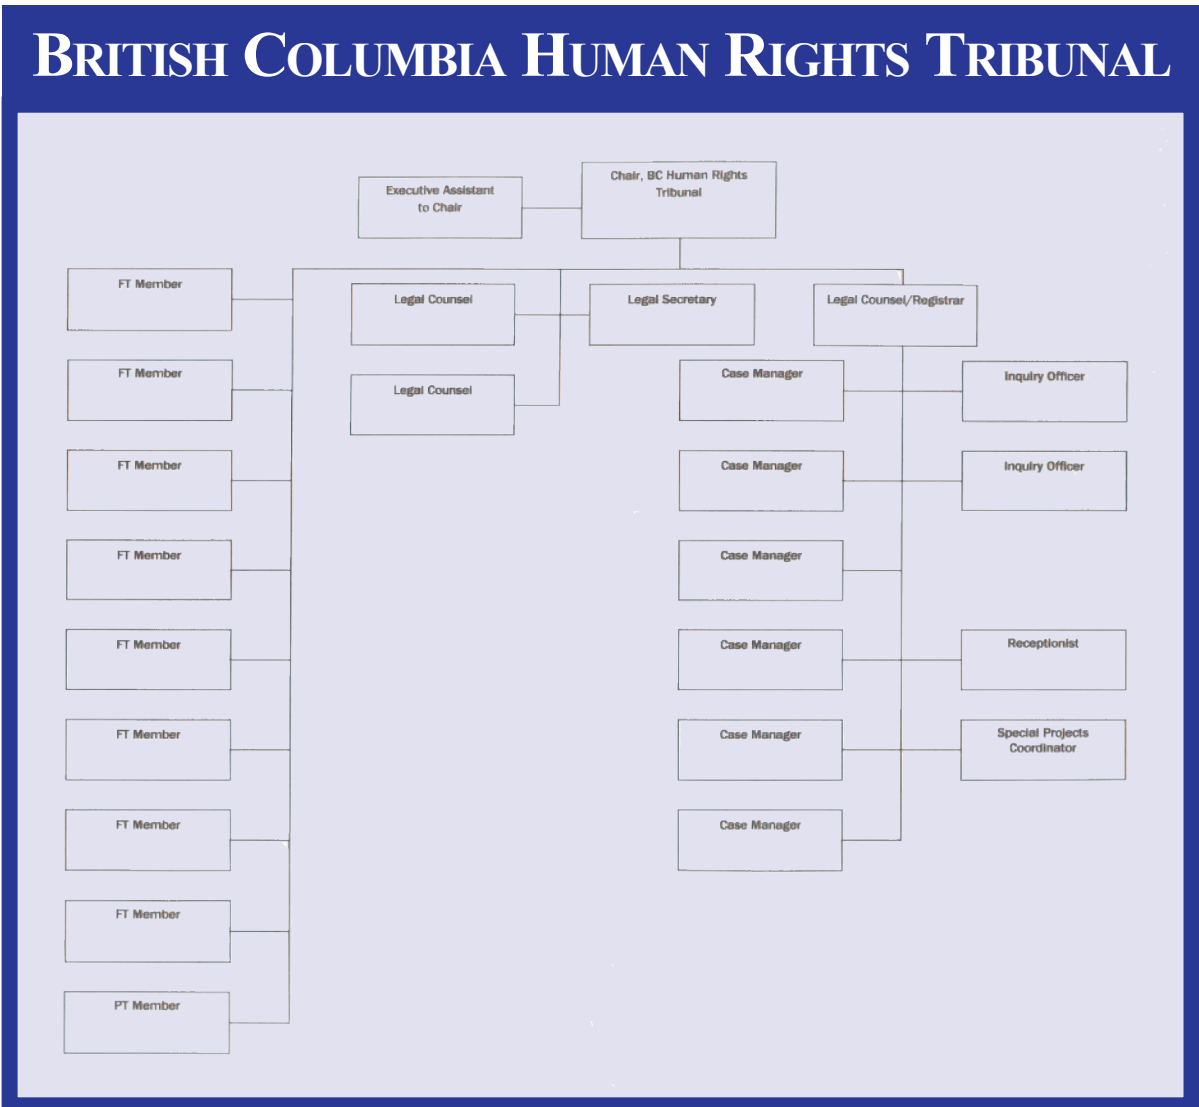 BRITISH COLUMBIA HUMAN RIGHTS TRIBUNAL
Executive Assistant
to Chair
Chair, BC Human Rights
Tribunal
FT Member
Legal Counsel
Legal Secretary
Legal Counsel/Registrar
FT Member
Legal Counsel
Case Manager
Inquiry Officer
FT Member
Case Manager
Inquiry Officer
FT Member
Case Manager
FT Member
Case Manager
Receptionist
FT Member
Case Manager
Special Projects
Coordinator
FT Member
Case Manager
FT Member
PT Member